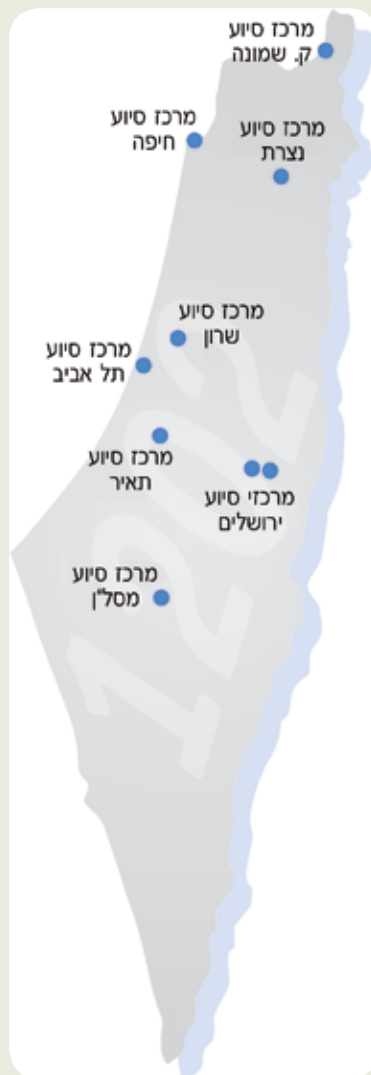 מרכז סיוע
ק. שמונה
מרכז סיוע
חיפה
מרכז סיוע
נצרת
מרכז סיוע
שרון
מרכז סיוע
תל אביב
מרכז סיוע
תאיר
מרכזי סיוע
ירושלים
מרכז סיוע
מסל"ן
1202